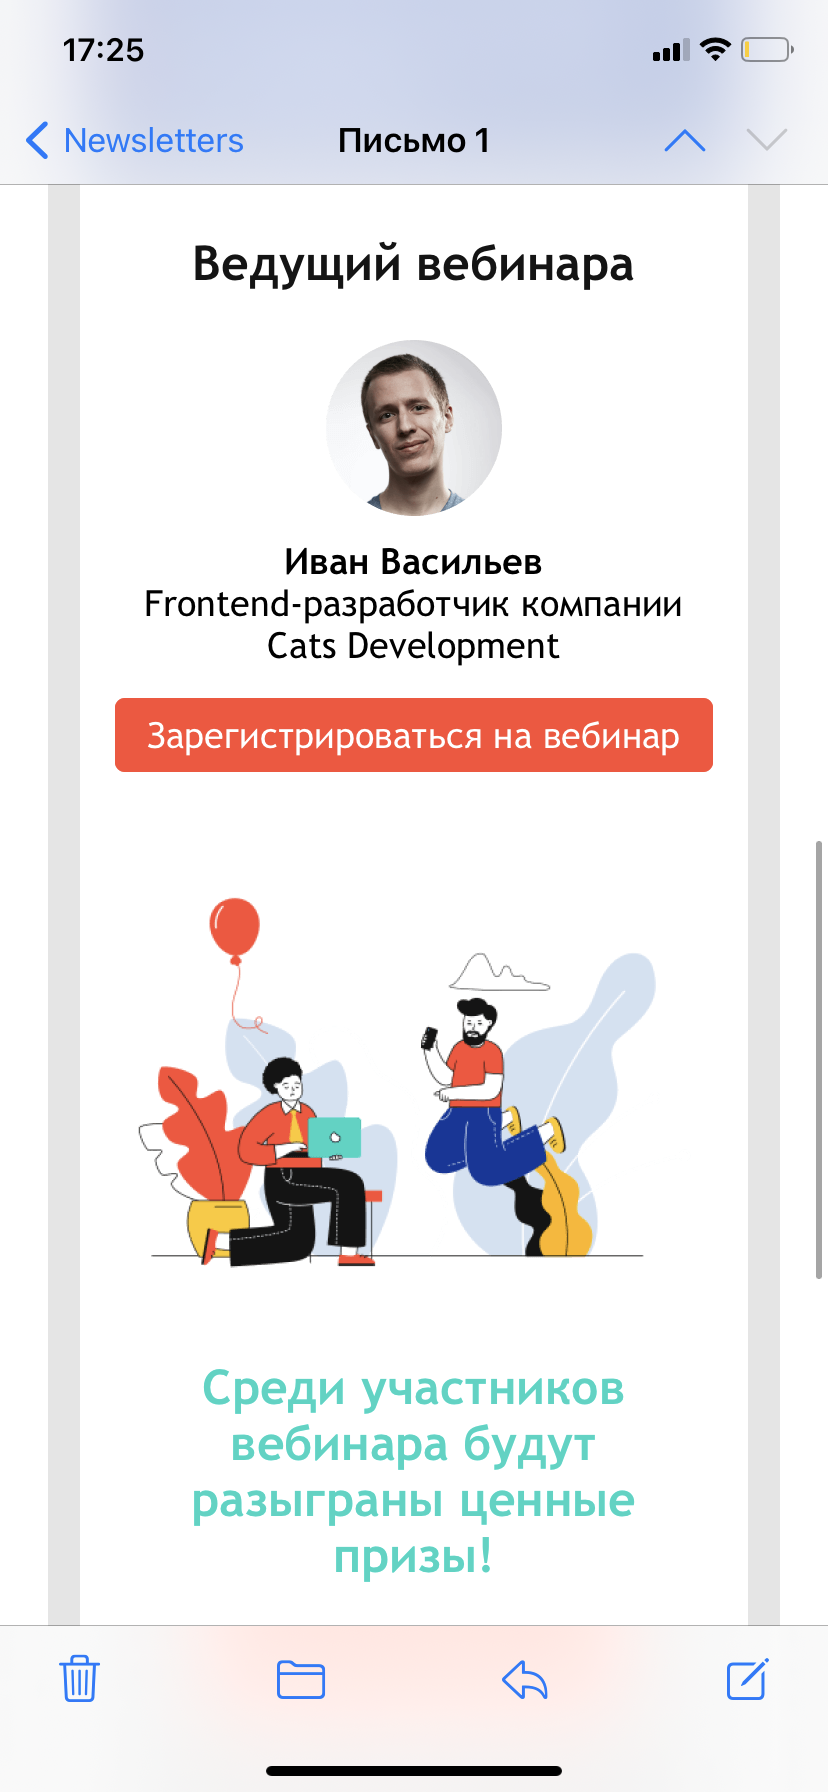 17:25
Newsletters
Письмо 1
Ведущий вебинара
Иван Васильев
Frontend-разработчик компании
Cats Development
Зарегистрироваться на вебинар
Среди участников
вебинара будут
разыграны ценные
призы!